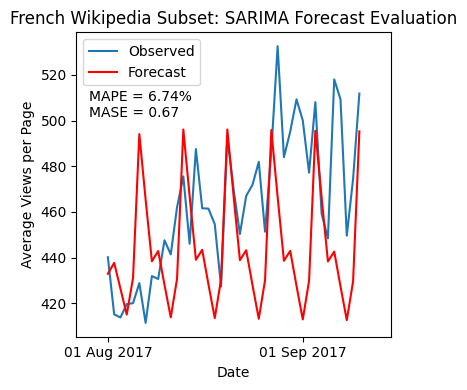 French Wikipedia Subset: SARIMA Forecast Evaluation
Observed
Forecast
MAPE = 6.74%
MASE = 0.67
Average Views per Page
520
500
480
460
440
420
01 Aug 2017
01 Sep 2017
Date